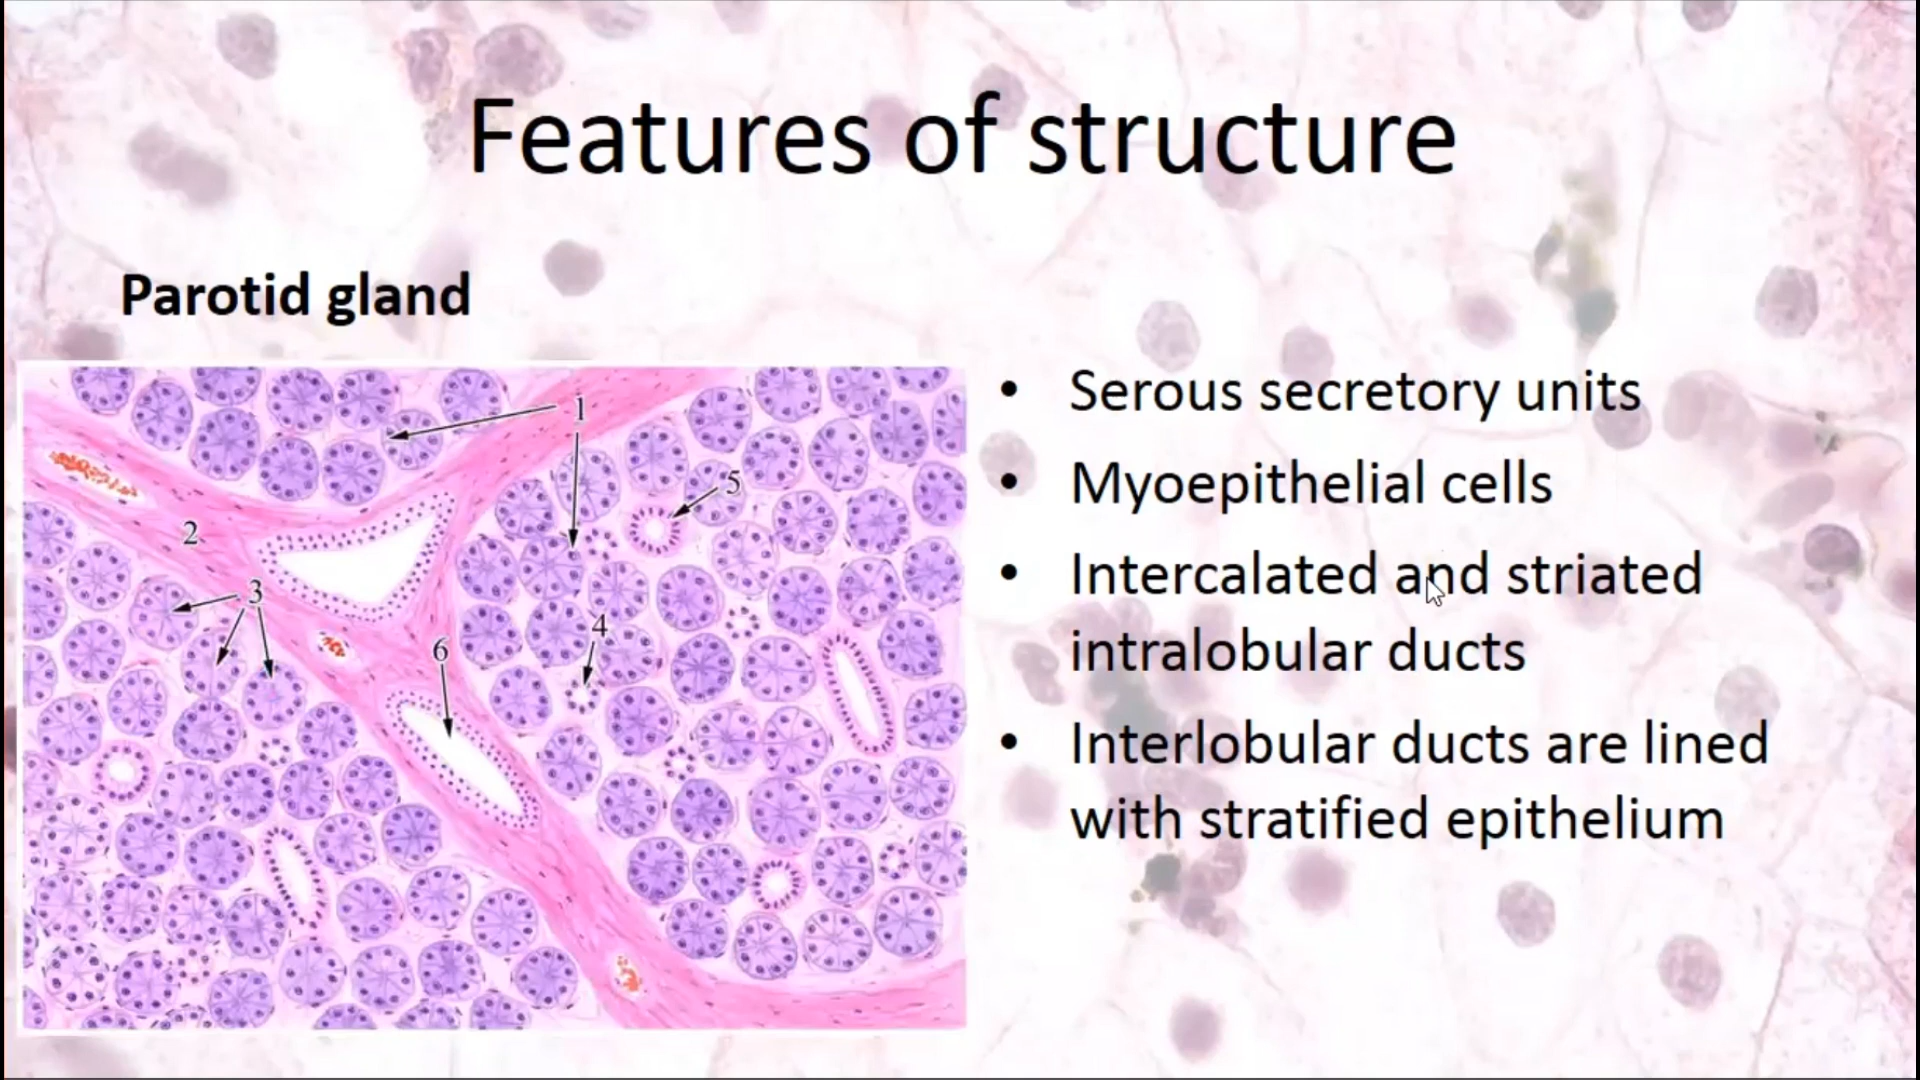 Features of structure
Parotid gland
1
5
2
3
4
6
• Serous secretory units
• Myoepithelial cells
• Intercalated and striated
intralobular ducts
• Interlobular ducts are lined
with stratified epithelium